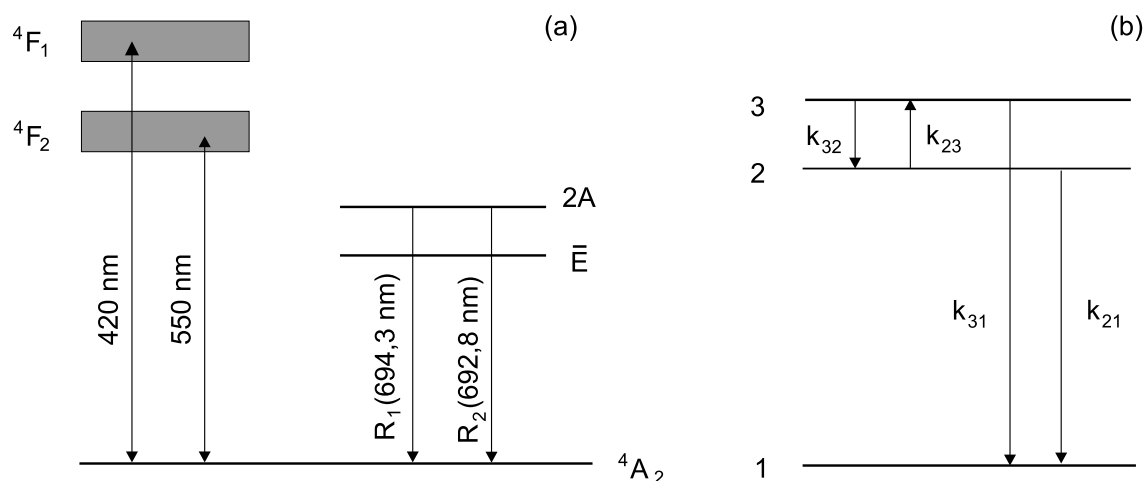 (a)
⁴F₁
⁴F₂
420 nm
550 nm
2A
E̅
R₁(694,3 nm)
R₂(692,8 nm)
⁴A₂
(b)
3
k₃₂
k₂₃
2
k₃₁
k₂₁
1